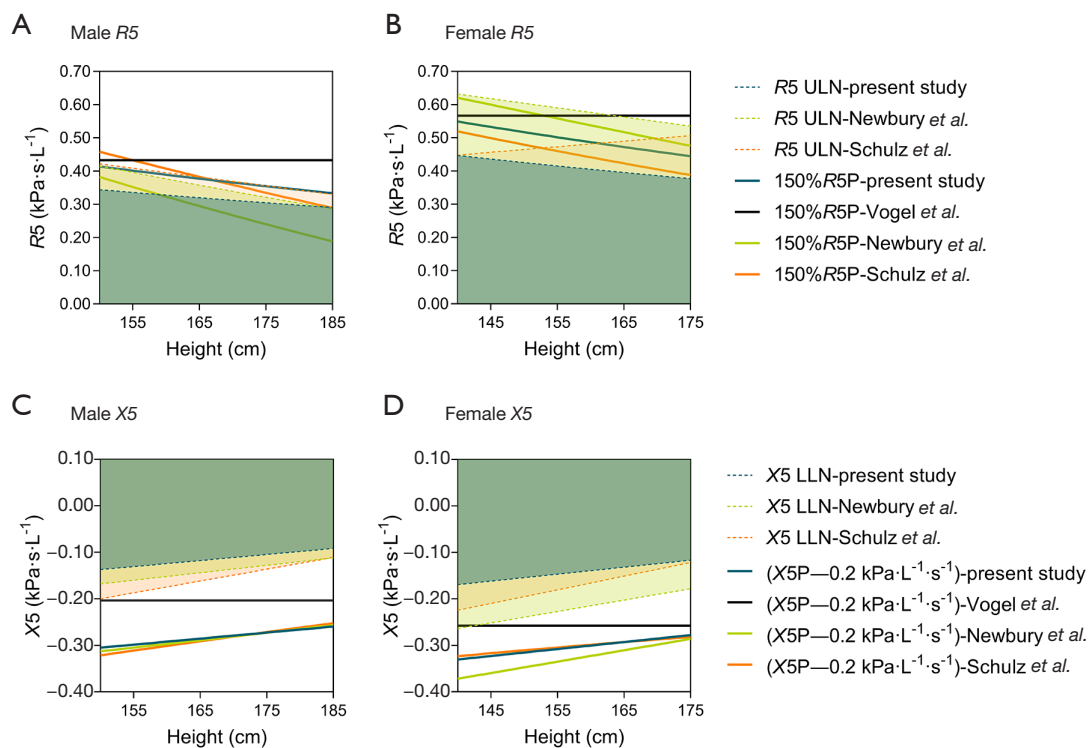 A Male R5
B Female R5
R5 (kPa·s·L⁻¹)
0.70
0.60
0.50
0.40
0.30
0.20
0.10
0.00
155 165 175 185
Height (cm)
R5 (kPa·s·L⁻¹)
0.70
0.60
0.50
0.40
0.30
0.20
0.10
0.00
145 155 165 175
Height (cm)
R5 ULN-present study
R5 ULN-Newbury et al.
R5 ULN-Schulz et al.
150%R5P-present study
150%R5P-Vogel et al.
150%R5P-Newbury et al.
150%R5P-Schulz et al.
C Male X5
D Female X5
X5 (kPa·s·L⁻¹)
0.10
0.00
–0.10
–0.20
–0.30
–0.40
155 165 175 185
Height (cm)
X5 (kPa·s·L⁻¹)
0.10
0.00
–0.10
–0.20
–0.30
–0.40
145 155 165 175
Height (cm)
X5 LLN-present study
X5 LLN-Newbury et al.
X5 LLN-Schulz et al.
(X5P—0.2 kPa·L⁻¹·s⁻¹)-present study
(X5P—0.2 kPa·L⁻¹·s⁻¹)-Vogel et al.
(X5P—0.2 kPa·L⁻¹·s⁻¹)-Newbury et al.
(X5P—0.2 kPa·L⁻¹·s⁻¹)-Schulz et al.